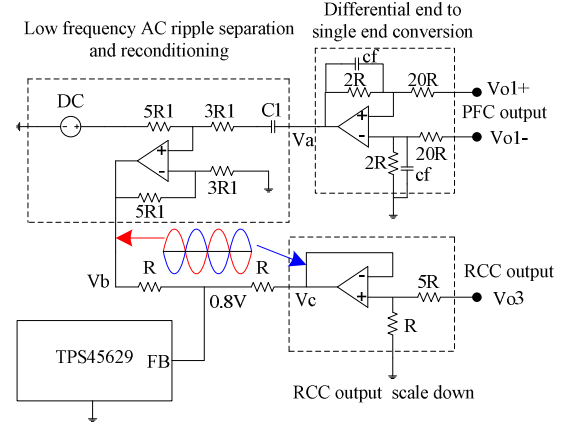 Low frequency AC ripple separation
and reconditioning
Differential end to
single end conversion
cf
2R
20R
Vo1+
PFC output
Vo1-
+
-
20R
2R
cf
Va
DC
5R1
3R1
C1
+
-
3R1
5R1
Vb
R
R
0.8V
Vc
-
+
5R
R
RCC output
Vo3
TPS45629
FB
RCC output scale down